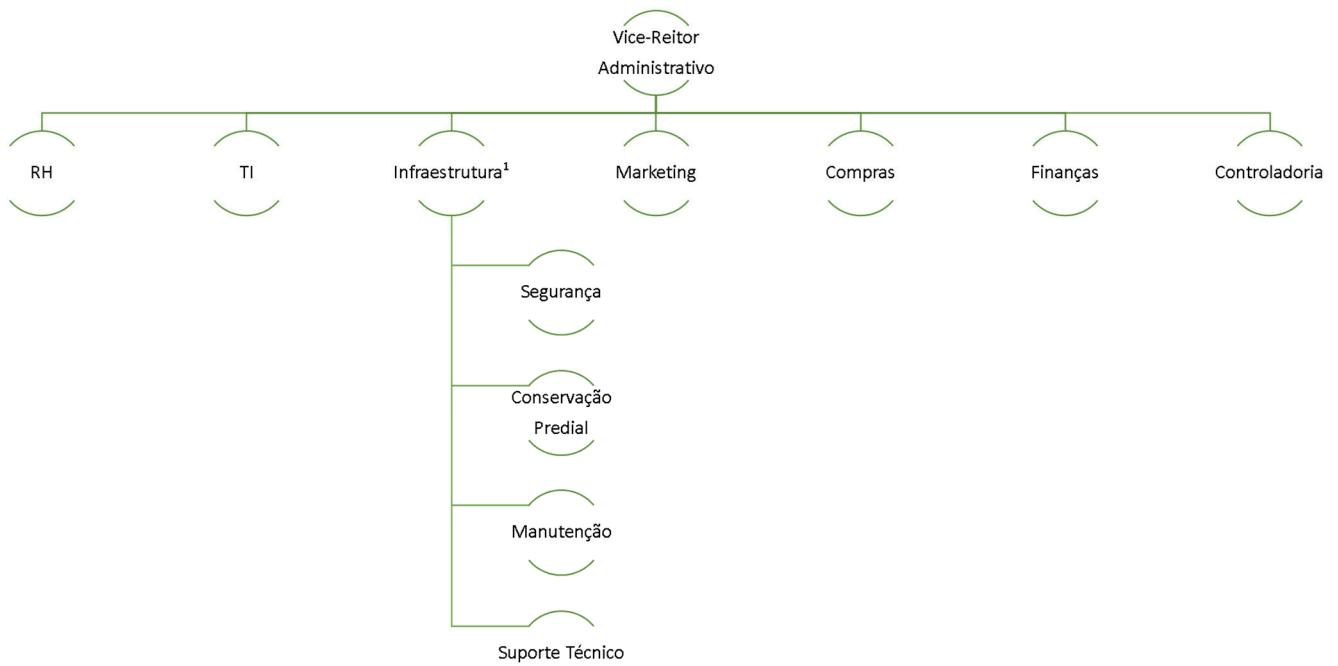 Vice-Reitor
Administrativo
RH
TI
Infraestrutura¹
Marketing
Compras
Finanças
Controladoria
Segurança
Conservação
Predial
Manutenção
Suporte Técnico